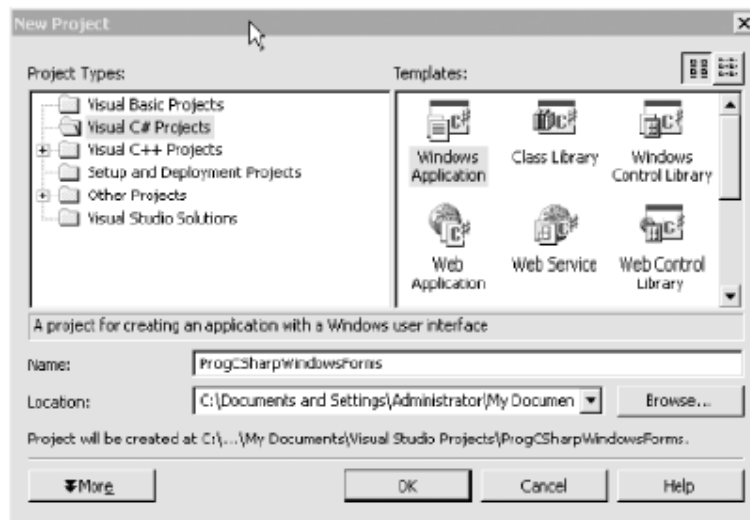 New Project
Project Types:
Templates:
Visual Basic Projects
Visual C# Projects
Visual C++ Projects
Setup and Deployment Projects
Other Projects
Visual Studio Solutions
Windows Application
Class Library
Windows Control Library
Web Application
Web Service
Web Control Library
A project for creating an application with a Windows user interface
Name:
ProgCSharpWindowsForms
Location:
C:\Documents and Settings\Administrator\My Documen
Browse...
Project will be created at C:\...\My Documents\Visual Studio Projects\ProgCSharpWindowsForms.
More
OK
Cancel
Help